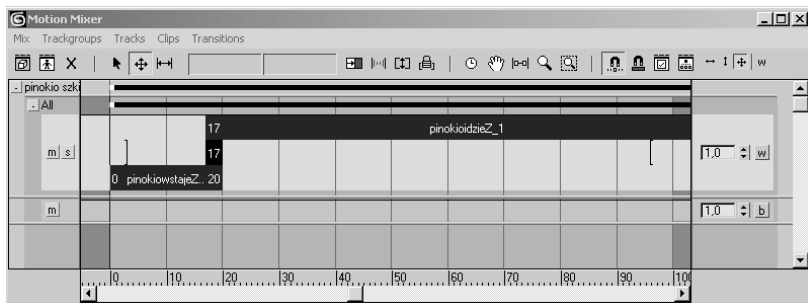 Motion Mixer
Mix Trackgroups Tracks Clips Transitions
w
pinokio szki
All
17 pinokioidzieZ_1
m s 17 1,0 w
0 pinokiowstajeZ.. 20
m 1,0 b
0 10 20 30 40 50 60 70 80 90 100